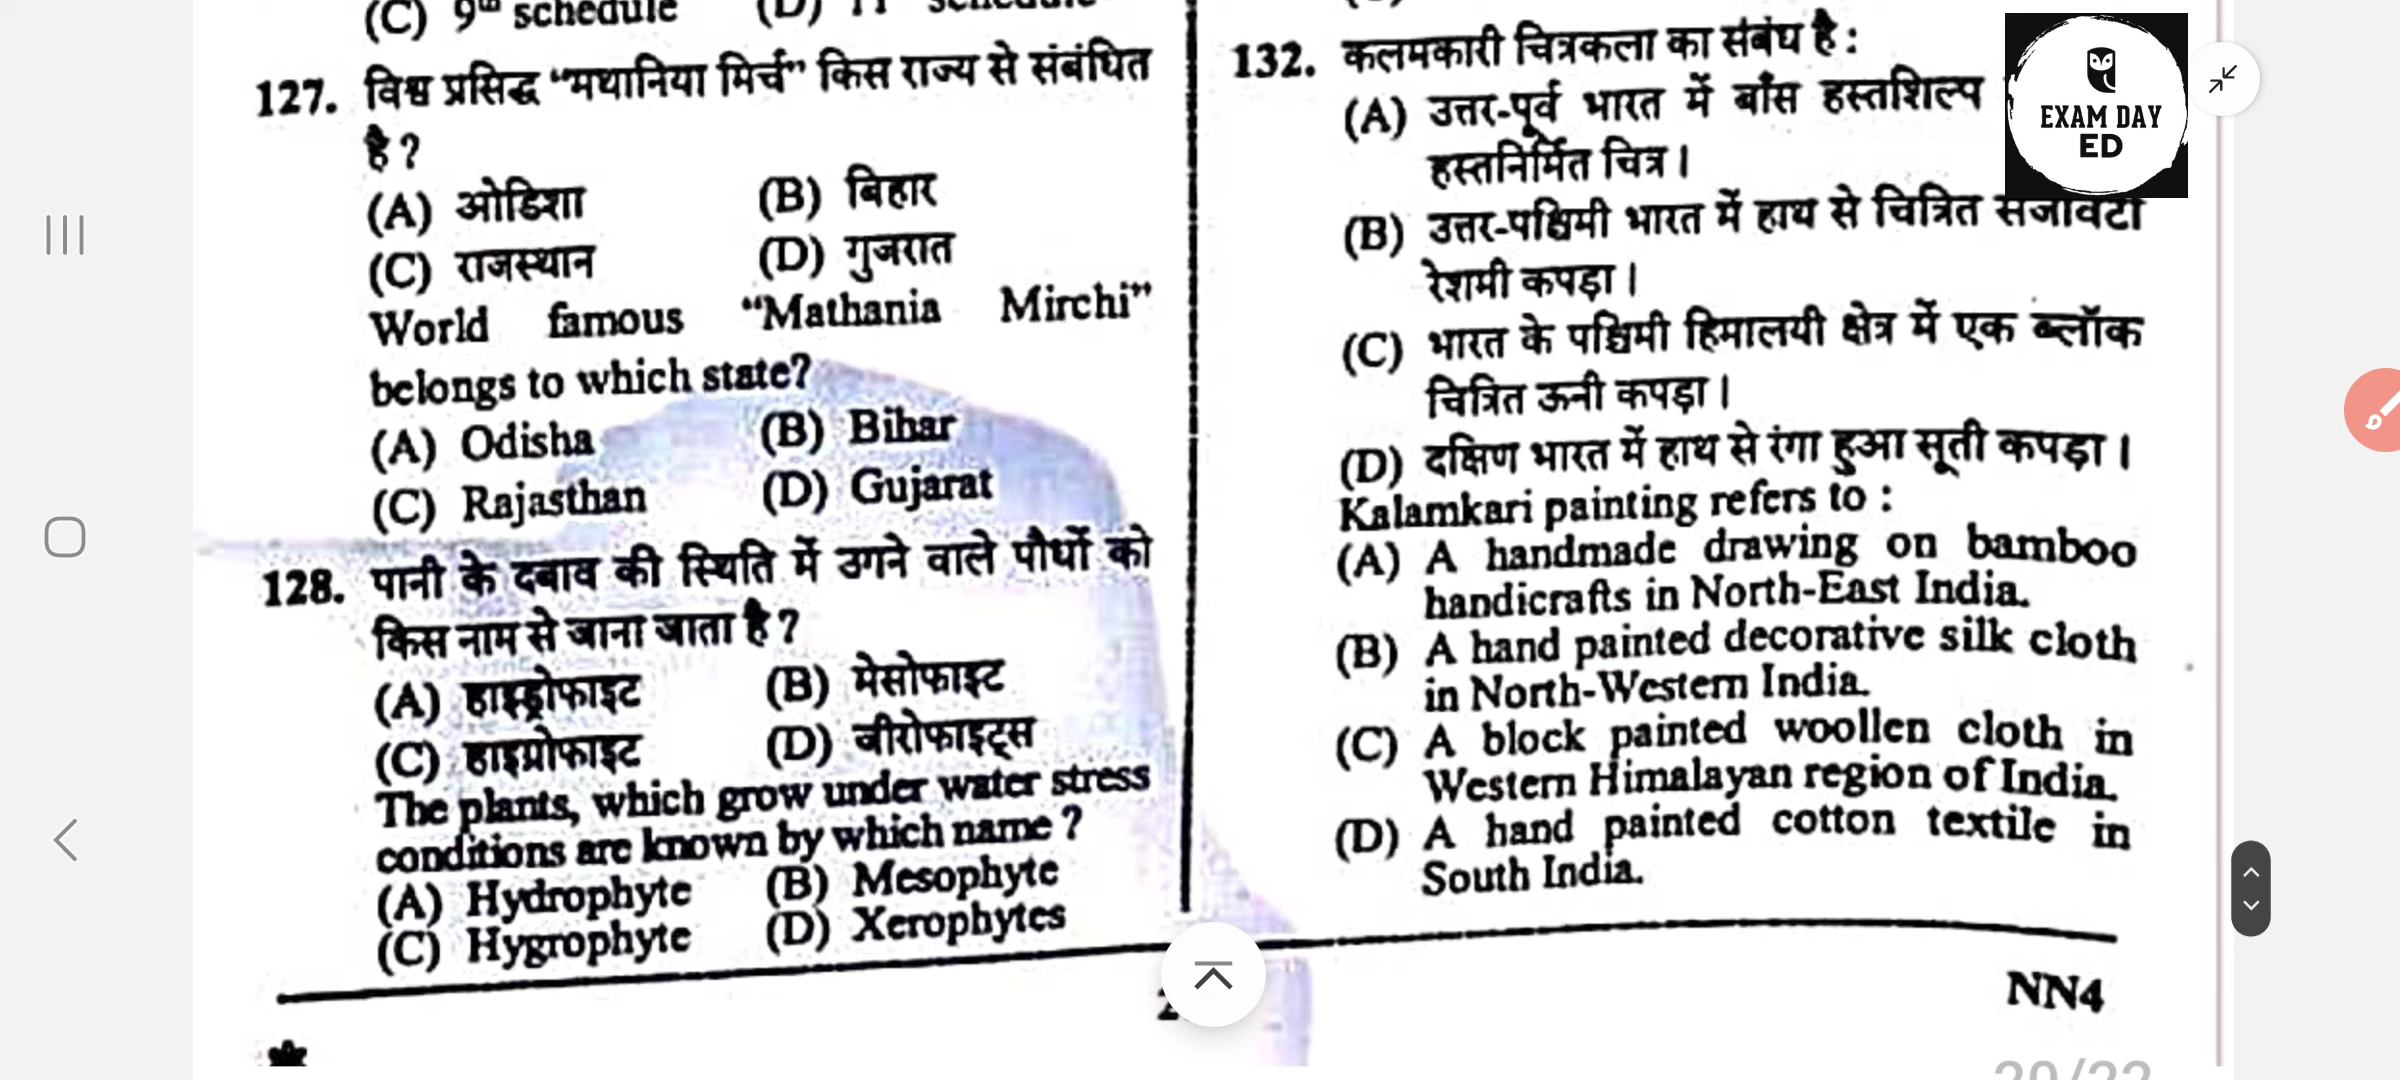 (C) 9th schedule (D) 11 schedule
127. विश्व प्रसिद्ध “मथानिया मिर्च” किस राज्य से संबंधित
है ?
(A) ओडिशा (B) बिहार
(C) राजस्थान (D) गुजरात
World famous “Mathania Mirchi”
belongs to which state?
(A) Odisha (B) Bihar
(C) Rajasthan (D) Gujarat
128. पानी के दबाव की स्थिति में उगने वाले पौधों को
किस नाम से जाना जाता है ?
(A) हाइड्रोफाइट (B) मेसोफाइट
(C) हाइग्रोफाइट (D) जीरोफाइट्स
The plants, which grow under water stress
conditions are known by which name ?
(A) Hydrophyte (B) Mesophyte
(C) Hygrophyte (D) Xerophytes
132. कलमकारी चित्रकला का संबंध है :
(A) उत्तर-पूर्व भारत में बाँस हस्तशिल्प
हस्तनिर्मित चित्र ।
(B) उत्तर-पश्चिमी भारत में हाथ से चित्रित सजावटी
रेशमी कपड़ा ।
(C) भारत के पश्चिमी हिमालयी क्षेत्र में एक ब्लॉक
चित्रित ऊनी कपड़ा ।
(D) दक्षिण भारत में हाथ से रंगा हुआ सूती कपड़ा ।
Kalamkari painting refers to :
(A) A handmade drawing on bamboo
handicrafts in North-East India.
(B) A hand painted decorative silk cloth
in North-Western India.
(C) A block painted woollen cloth in
Western Himalayan region of India.
(D) A hand painted cotton textile in
South India.
EXAM DAY
ED
NN4
20/22